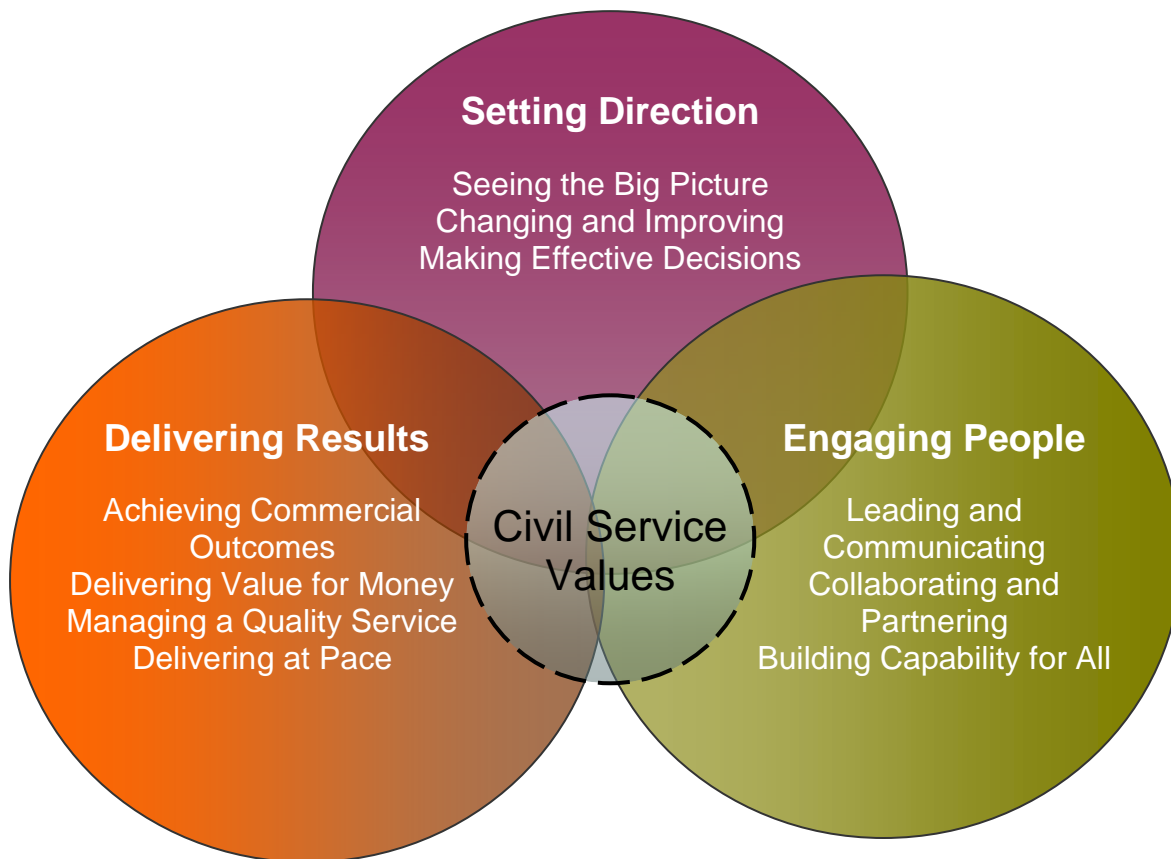 Setting Direction
Seeing the Big Picture
Changing and Improving
Making Effective Decisions
Delivering Results
Achieving Commercial
Outcomes
Delivering Value for Money
Managing a Quality Service
Delivering at Pace
Civil Service
Values
Engaging People
Leading and
Communicating
Collaborating and
Partnering
Building Capability for All